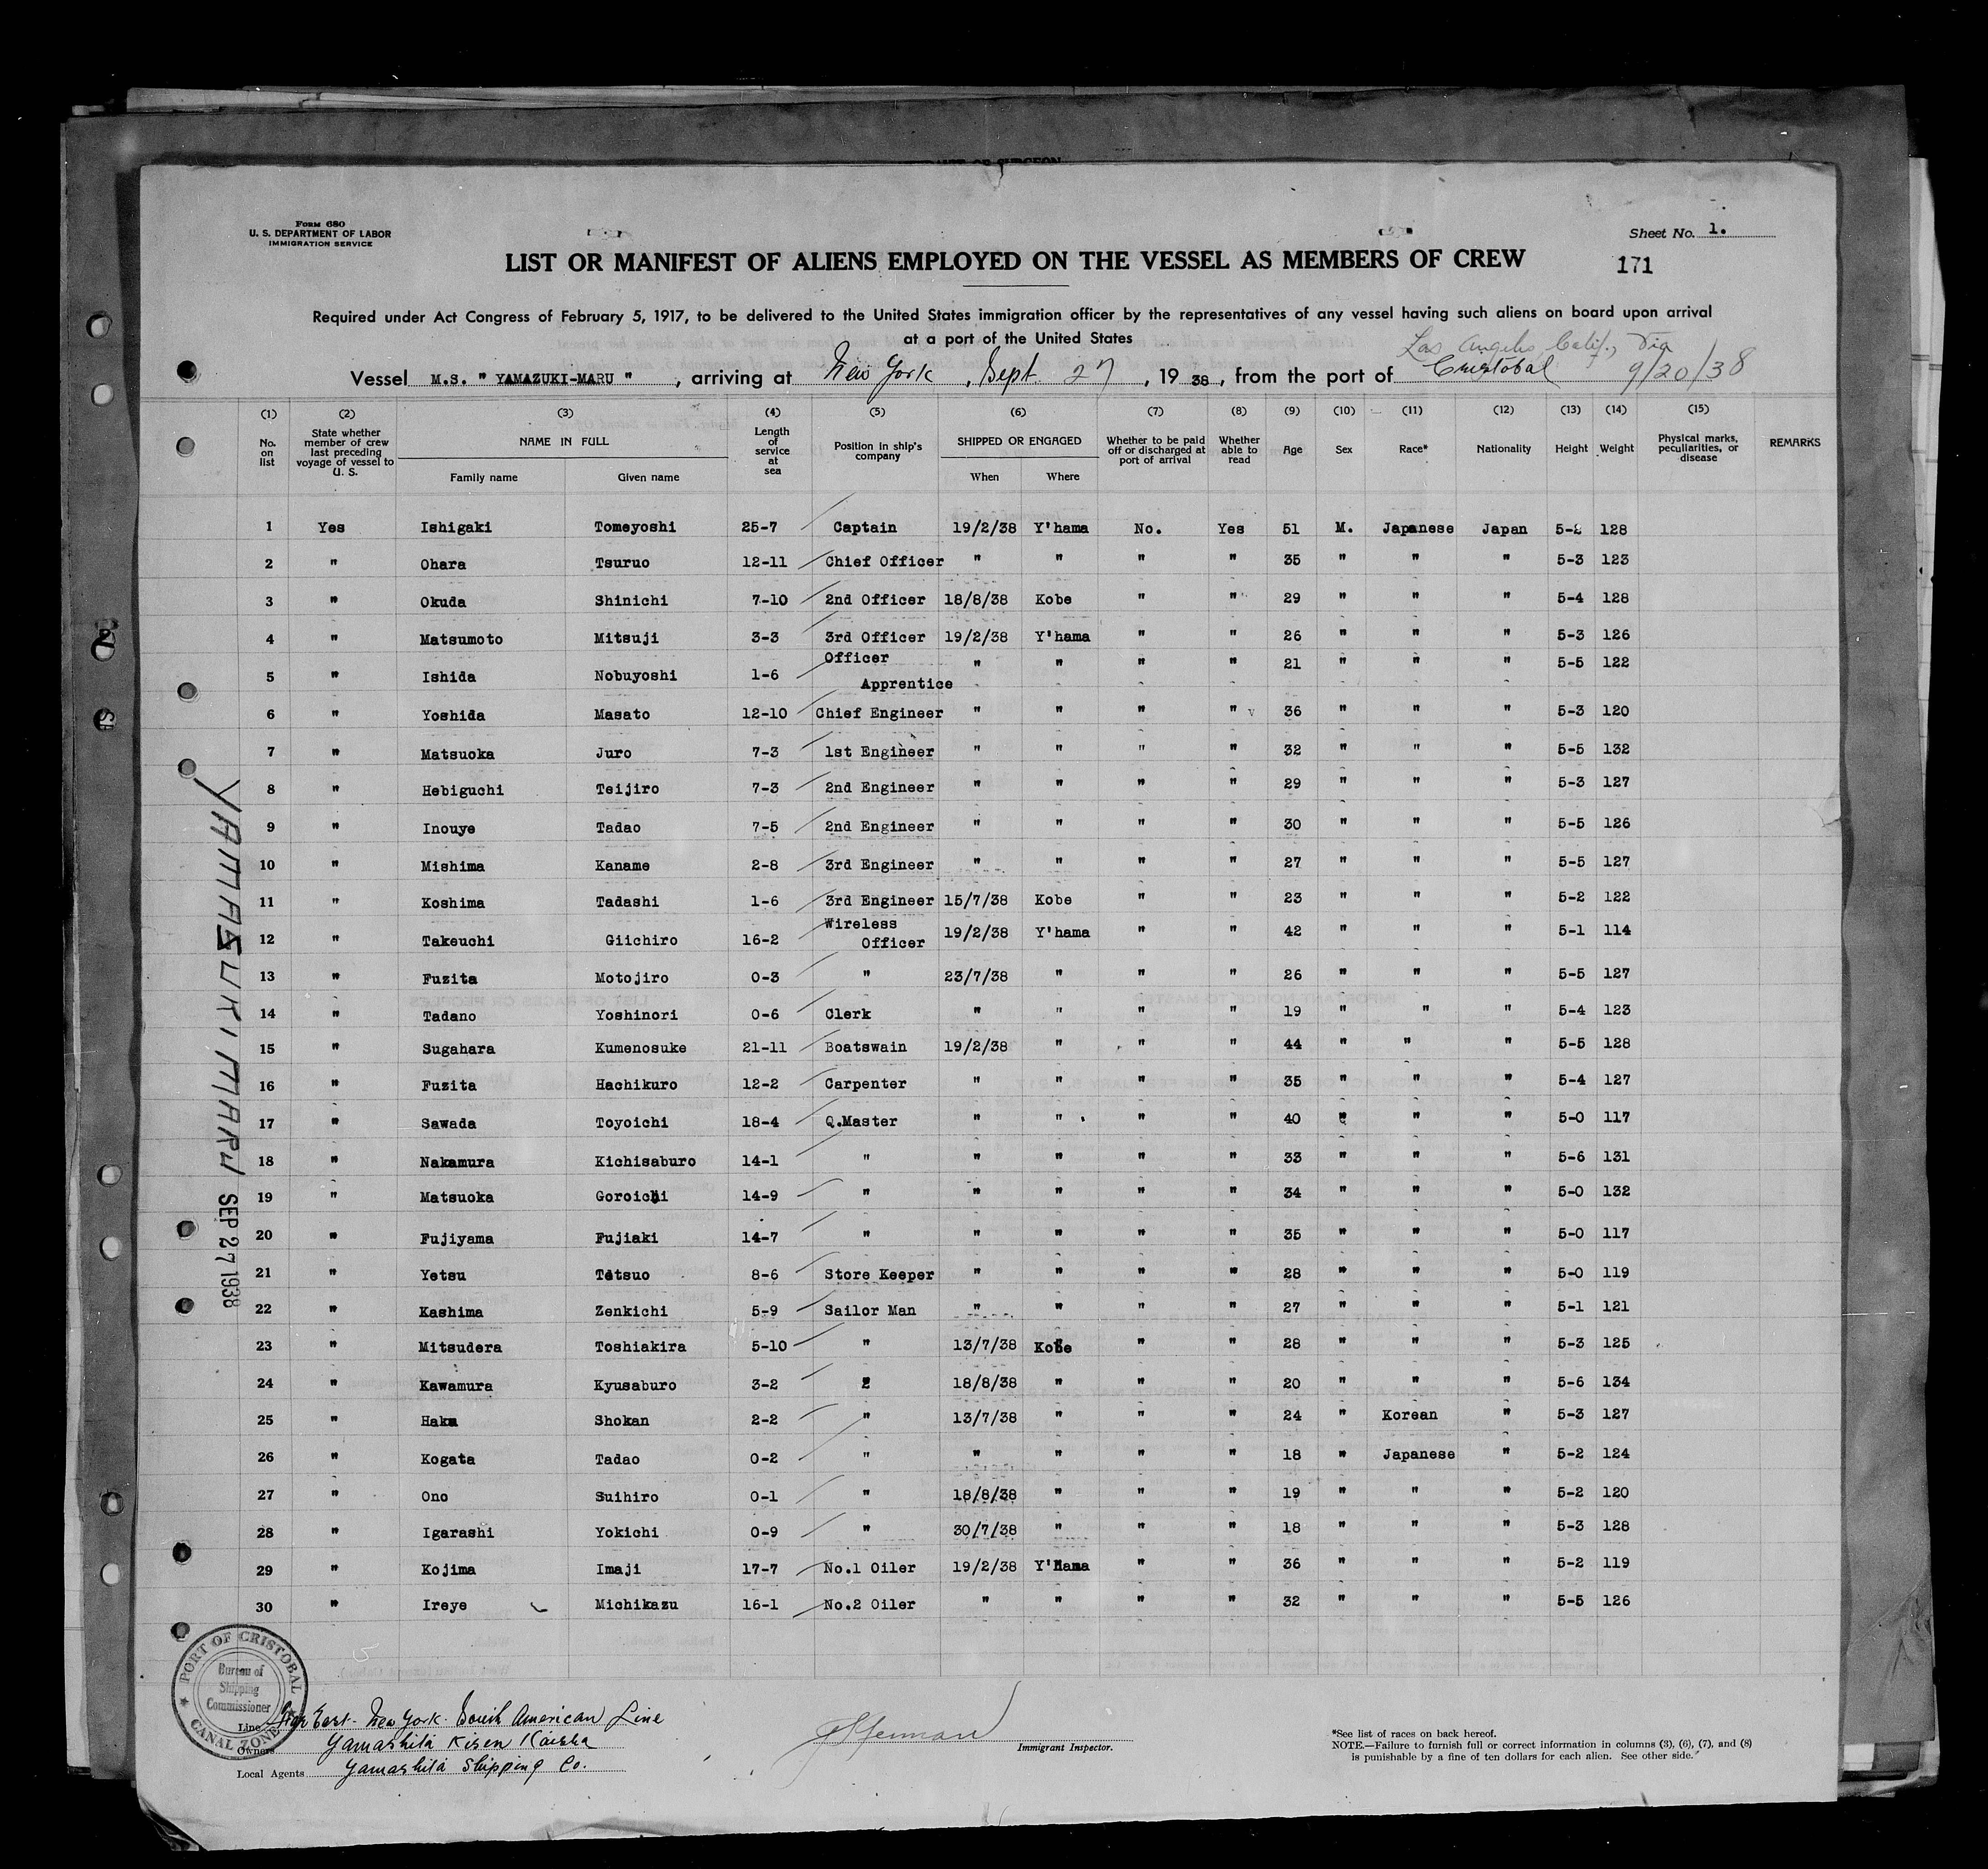 Form 680
U. S. DEPARTMENT OF LABOR
IMMIGRATION SERVICE
Sheet No. 1.
LIST OR MANIFEST OF ALIENS EMPLOYED ON THE VESSEL AS MEMBERS OF CREW
171
Required under Act Congress of February 5, 1917, to be delivered to the United States immigration officer by the representatives of any vessel having such aliens on board upon arrival
at a port of the United States
Los Angeles Calif., Via
Vessel M.S. " YAMAZUKI-MARU " , arriving at New York , Sept 27 , 19 38 , from the port of Cristobal 9/20/38
(1) (2) (3) (4) (5) (6) (7) (8) (9) (10) (11) (12) (13) (14) (15)
No. on list State whether member of crew last preceding voyage of vessel to U. S. NAME IN FULL Family name Given name Length of service at sea Position in ship's company SHIPPED OR ENGAGED When Where Whether to be paid off or discharged at port of arrival Whether able to read Age Sex Race* Nationality Height Weight Physical marks, peculiarities, or disease REMARKS
1 Yes Ishigaki Tomeyoshi 25-7 Captain 19/2/38 Y'hama No. Yes 51 M. Japanese Japan 5-2 128
2 " Ohara Tsuruo 12-11 Chief Officer " " " " 35 " " " 5-3 123
3 " Okuda Shinichi 7-10 2nd Officer 18/8/38 Kobe " " 29 " " " 5-4 128
4 " Matsumoto Mitsuji 3-3 3rd Officer 19/2/38 Y'hama " " 26 " " " 5-3 126
5 " Ishida Nobuyoshi 1-6 Officer Apprentice " " " " 21 " " " 5-5 122
6 " Yoshida Masato 12-10 Chief Engineer " " " " 36 " " " 5-3 120
7 " Matsuoka Juro 7-3 1st Engineer " " " " 32 " " " 5-5 132
8 " Hebiguchi Teijiro 7-3 2nd Engineer " " " " 29 " " " 5-3 127
9 " Inouye Tadao 7-5 2nd Engineer " " " " 30 " " " 5-5 126
10 " Mishima Kaname 2-8 3rd Engineer " " " " 27 " " " 5-5 127
11 " Koshima Tadashi 1-6 3rd Engineer 15/7/38 Kobe " " 23 " " " 5-2 122
12 " Takeuchi Giichiro 16-2 Wireless Officer 19/2/38 Y'hama " " 42 " " " 5-1 114
13 " Fuzita Motojiro 0-3 " 23/7/38 " " " 26 " " " 5-5 127
14 " Tadano Yoshinori 0-6 Clerk " " " " 19 " " " 5-4 123
15 " Sugahara Kumenosuke 21-11 Boatswain 19/2/38 " " " 44 " " " 5-5 128
16 " Fuzita Hachikuro 12-2 Carpenter " " " " 35 " " " 5-4 127
17 " Sawada Toyoichi 18-4 Q.Master " " " " 40 " " " 5-0 117
18 " Nakamura Kichisaburo 14-1 " " " " " 33 " " " 5-6 131
19 " Matsuoka Goroichi 14-9 " " " " " 34 " " " 5-0 132
20 " Fujiyama Fujiaki 14-7 " " " " " 35 " " " 5-0 117
21 " Yetsu Tetsuo 8-6 Store Keeper " " " " 28 " " " 5-0 119
22 " Kashima Zenkichi 5-9 Sailor Man " " " " 27 " " " 5-1 121
23 " Mitsudera Toshiakira 5-10 " 13/7/38 Kobe " " 28 " " " 5-3 125
24 " Kawamura Kyusaburo 3-2 " 18/8/38 " " " 20 " " " 5-6 134
25 " Haka Shokan 2-2 " 13/7/38 " " " 24 " Korean " 5-3 127
26 " Kogata Tadao 0-2 " " " " " 18 " Japanese " 5-2 124
27 " Ono Suihiro 0-1 " 18/8/38 " " " 19 " " " 5-2 120
28 " Igarashi Yokichi 0-9 " 30/7/38 " " " 18 " " " 5-3 128
29 " Kojima Imaji 17-7 No.1 Oiler 19/2/38 Y'hama " " 36 " " " 5-2 119
30 " Ireye Michikazu 16-1 No.2 Oiler " " " " 32 " " " 5-5 126
YAMASUKI MARU SEP 27 1938
PORT OF CRISTOBAL
Bureau of
Shipping
Commissioner
CANAL ZONE
Line Far East- New York- South American Line
Owners Yamashita Kisen Kaisha
Local Agents Yamashita Shipping Co.
Immigrant Inspector.
*See list of races on back hereof.
NOTE.—Failure to furnish full or correct information in columns (3), (6), (7), and (8)
is punishable by a fine of ten dollars for each alien. See other side.